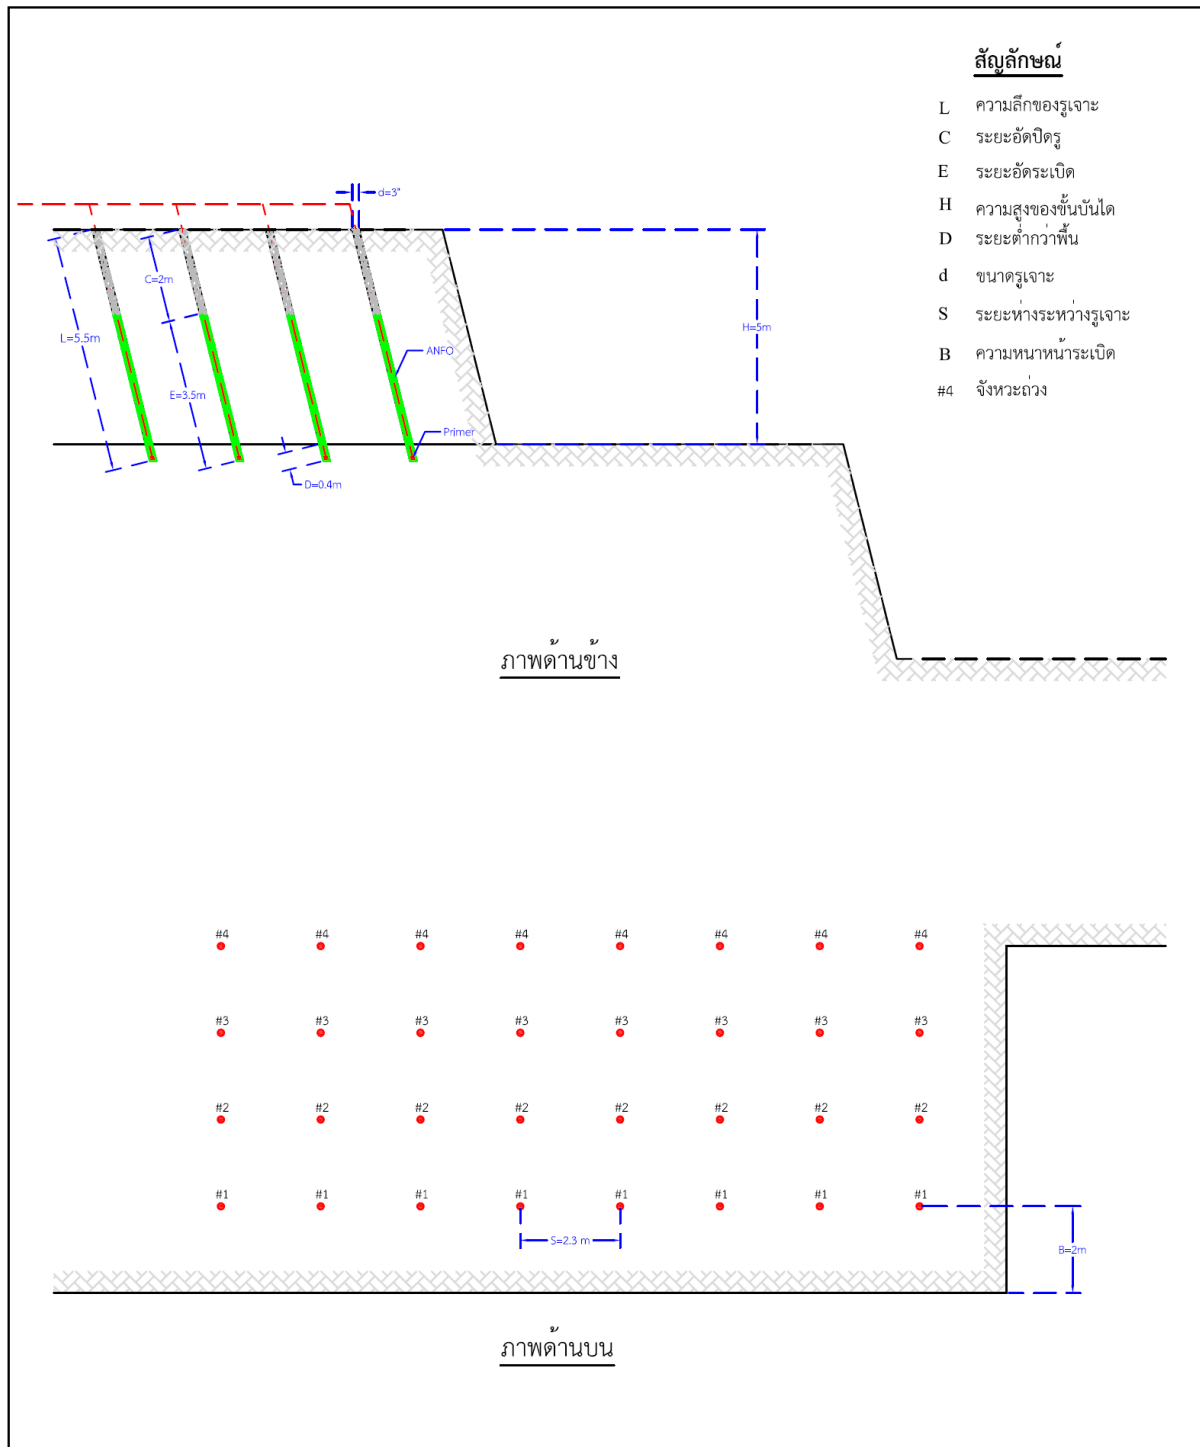 สัญลักษณ์
L ความลึกของรูเจาะ
C ระยะอัดปิดรู
E ระยะอัดระเบิด
H ความสูงของขั้นบันได
D ระยะต่ำกว่าพื้น
d ขนาดรูเจาะ
S ระยะห่างระหว่างรูเจาะ
B ความหนาหน้าระเบิด
#4 จังหวะถ่วง
d=3"
C=2m
H=5m
L=5.5m
ANFO
E=3.5m
Primer
D=0.4m
ภาพด้านข้าง
#4 #4 #4 #4 #4 #4 #4 #4
#3 #3 #3 #3 #3 #3 #3 #3
#2 #2 #2 #2 #2 #2 #2 #2
#1 #1 #1 #1 #1 #1 #1 #1
S=2.3 m
B=2m
ภาพด้านบน